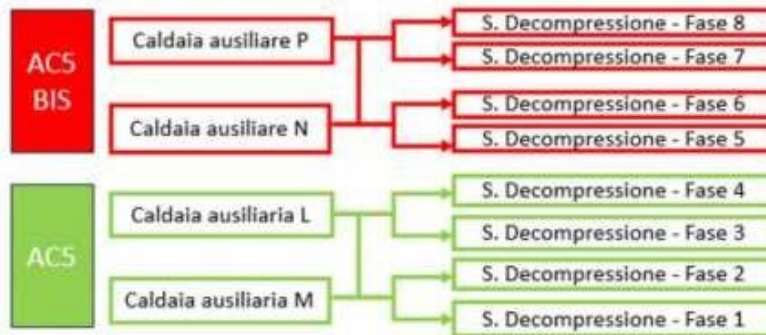 AC5
BIS
Caldaia ausiliare P
Caldaia ausiliare N
S. Decompressione - Fase 8
S. Decompressione - Fase 7
S. Decompressione - Fase 6
S. Decompressione - Fase 5
AC5
Caldaia ausiliaria L
Caldaia ausiliaria M
S. Decompressione - Fase 4
S. Decompressione - Fase 3
S. Decompressione - Fase 2
S. Decompressione - Fase 1